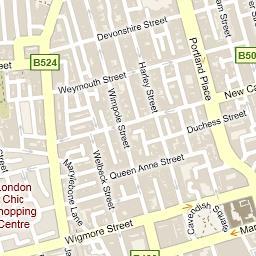 Devonshire Street
B524
Weymouth Street
Harley Street
Portland Place
B50
Wimpole Street
New Ca
Duchess Street
Welbeck Street
Queen Anne Street
Marylebone Lane
London
Chic
hopping
Centre
Wigmore Street
Cavendish
Square
Mar